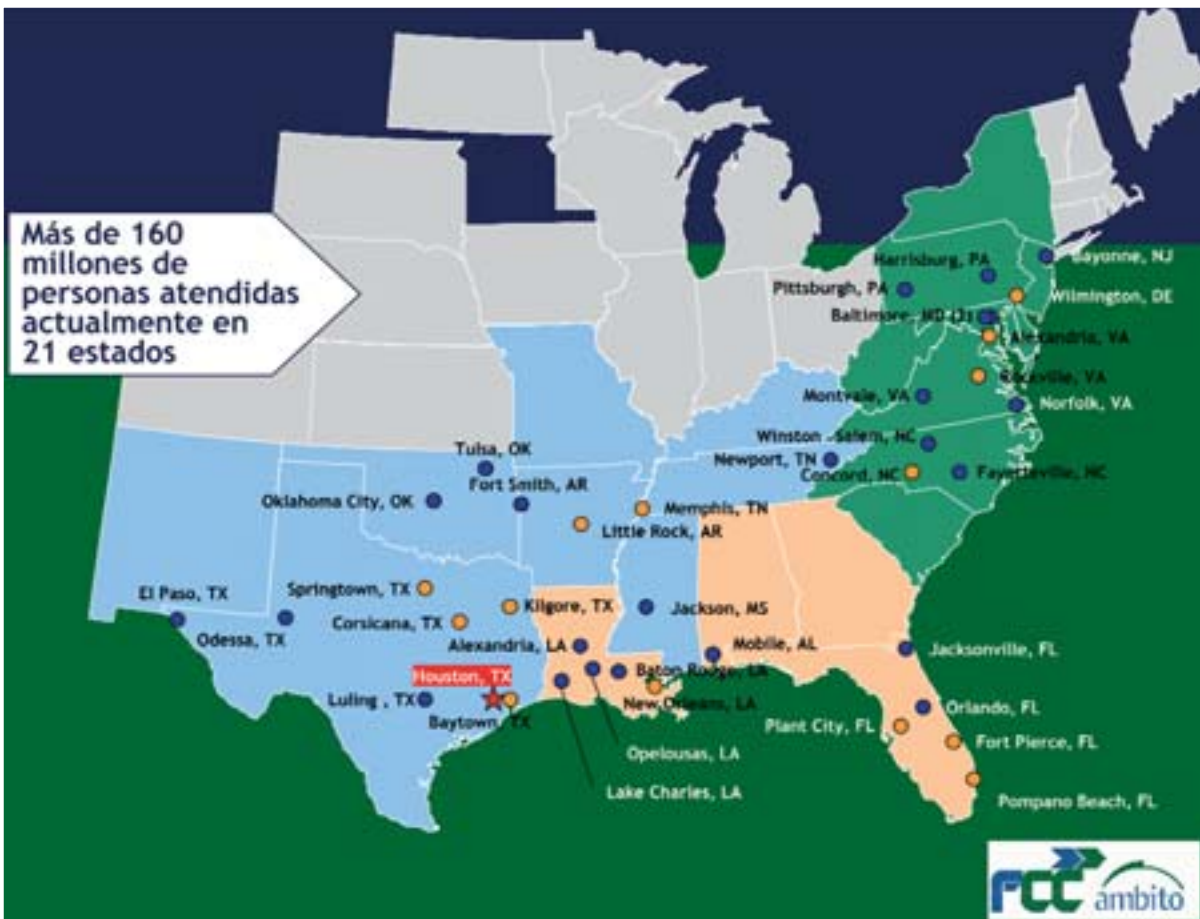 Más de 160
millones de
personas atendidas
actualmente en
21 estados
Harrisburg, PA
Bayonne, NJ
Pittsburgh, PA
Wilmington, DE
Baltimore, MD (2)
Alexandria, VA
Rockville, VA
Montvale, VA
Norfolk, VA
Winston -Salem, NC
Tulsa, OK
Newport, TN
Concord, NC
Fayetteville, NC
Fort Smith, AR
Oklahoma City, OK
Memphis, TN
Little Rock, AR
El Paso, TX
Springtown, TX
Kilgore, TX
Jackson, MS
Corsicana, TX
Odessa, TX
Alexandria, LA
Mobile, AL
Jacksonville, FL
Houston, TX
Baton Rouge, LA
Luling , TX
New Orleans, LA
Orlando, FL
Baytown, TX
Plant City, FL
Fort Pierce, FL
Opelousas, LA
Lake Charles, LA
Pompano Beach, FL
FCC ambito